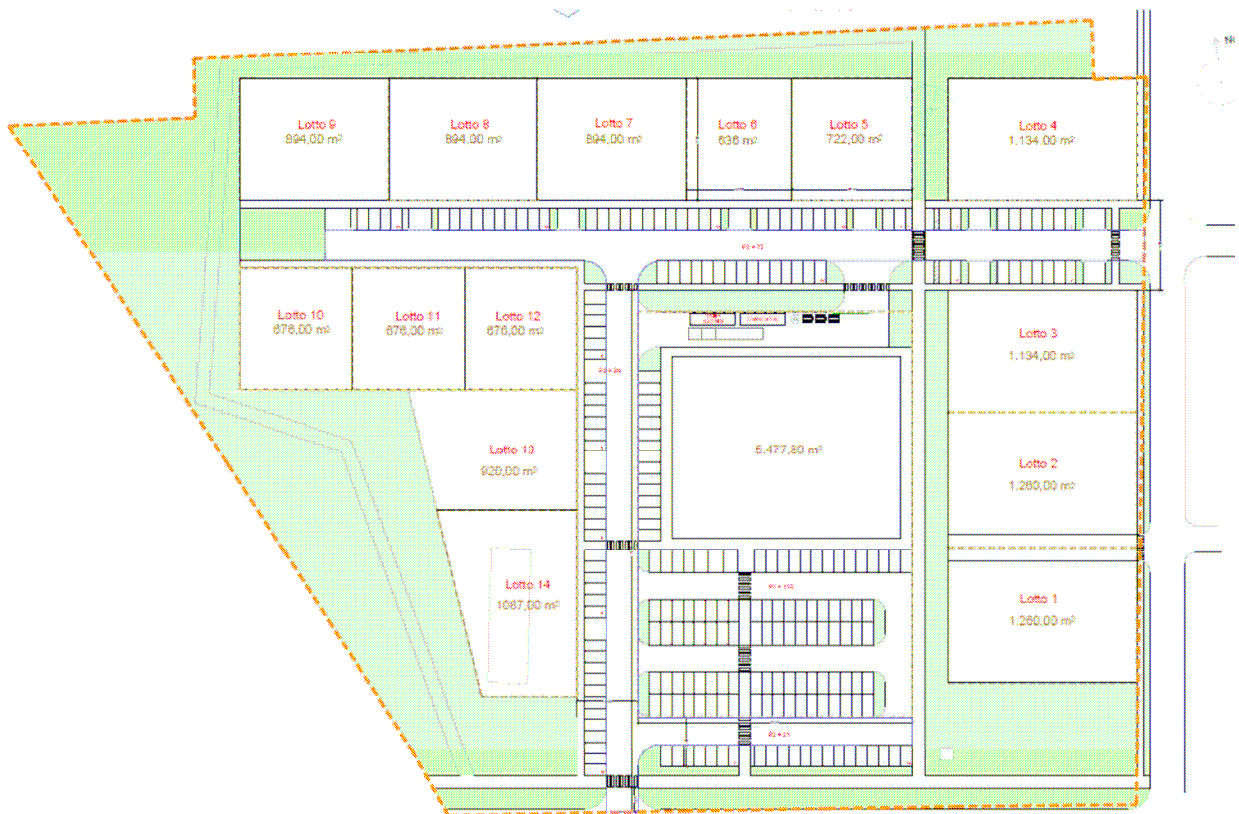 Lotto 9
894,00 m²
Lotto 8
894,00 m²
Lotto 7
894,00 m²
Lotto 6
636 m²
Lotto 5
722,00 m²
Lotto 4
1.134,00 m²
Lotto 10
676,00 m²
Lotto 11
676,00 m²
Lotto 12
676,00 m²
Lotto 3
1.134,00 m²
Lotto 13
920,00 m²
5.477,80 m²
Lotto 2
1.260,00 m²
Lotto 14
1087,00 m²
Lotto 1
1.260,00 m²